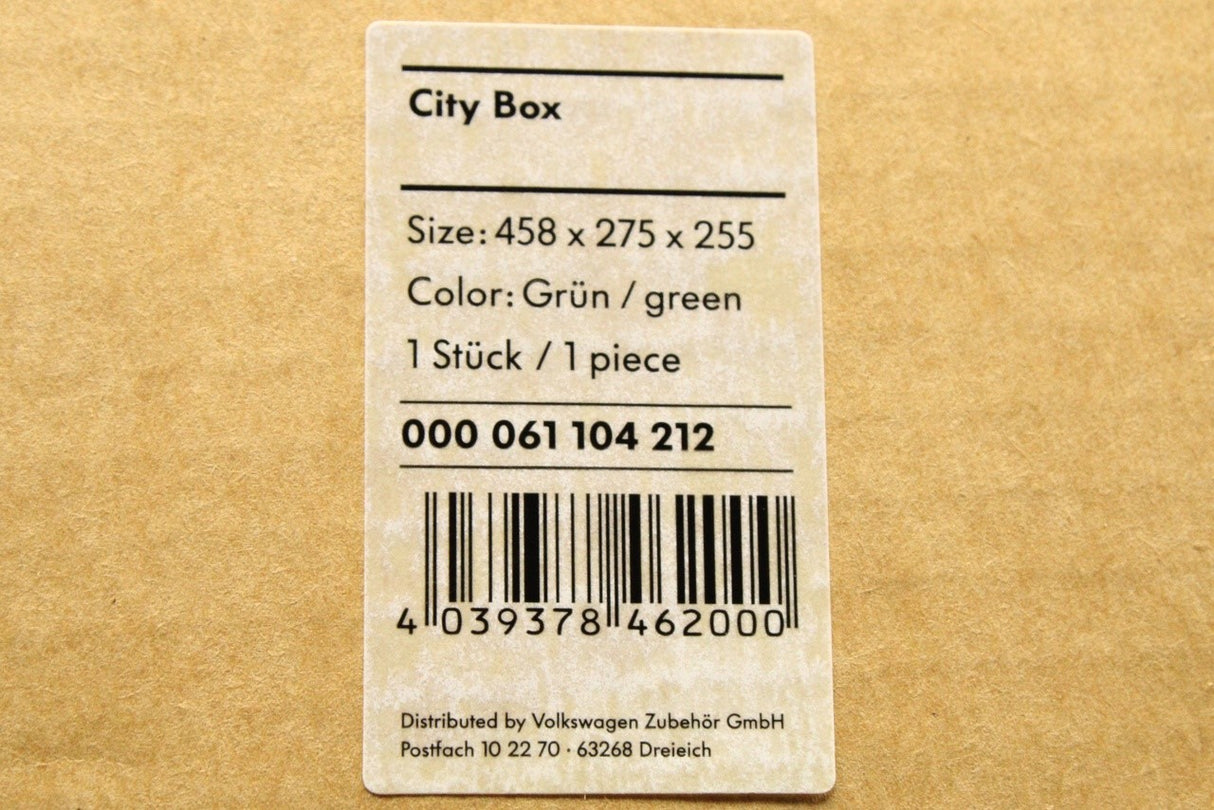 City Box
Size: 458 x 275 x 255
Color: Grün / green
1 Stück / 1 piece
000 061 104 212
4 039378 462000
Distributed by Volkswagen Zubehör GmbH
Postfach 10 22 70 · 63268 Dreieich